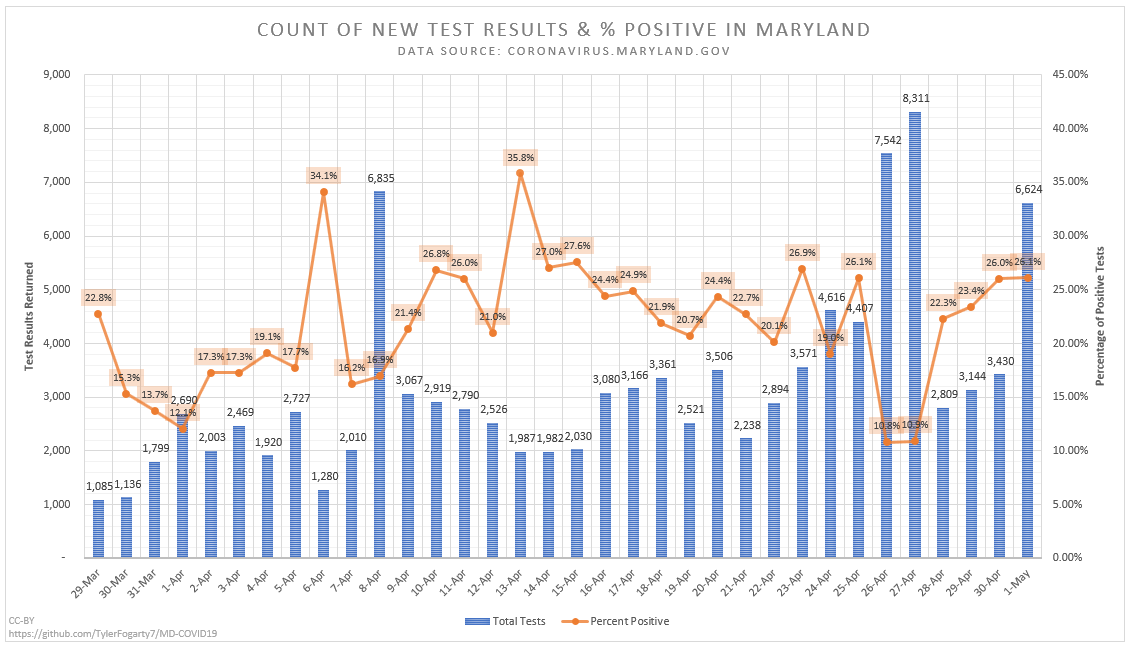 COUNT OF NEW TEST RESULTS & % POSITIVE IN MARYLAND
DATA SOURCE: CORONAVIRUS.MARYLAND.GOV
9,000
8,000
7,000
6,000
5,000
4,000
3,000
2,000
1,000
-
Test Results Returned
45.00%
40.00%
35.00%
30.00%
25.00%
20.00%
15.00%
10.00%
5.00%
0.00%
Percentage of Positive Tests
22.8%
15.3%
13.7%
12.1%
17.3%
17.3%
19.1%
17.7%
34.1%
16.2%
16.9%
21.4%
26.8%
26.0%
21.0%
35.8%
27.0%
27.6%
24.4%
24.9%
21.9%
20.7%
24.4%
22.7%
20.1%
26.9%
19.0%
26.1%
10.8%
10.9%
22.3%
23.4%
26.0%
26.1%
1,085
1,136
1,799
2,690
2,003
2,469
1,920
2,727
1,280
2,010
6,835
3,067
2,919
2,790
2,526
1,987
1,982
2,030
3,080
3,166
3,361
2,521
3,506
2,238
2,894
3,571
4,616
4,407
7,542
8,311
2,809
3,144
3,430
6,624
29-Mar
30-Mar
31-Mar
1-Apr
2-Apr
3-Apr
4-Apr
5-Apr
6-Apr
7-Apr
8-Apr
9-Apr
10-Apr
11-Apr
12-Apr
13-Apr
14-Apr
15-Apr
16-Apr
17-Apr
18-Apr
19-Apr
20-Apr
21-Apr
22-Apr
23-Apr
24-Apr
25-Apr
26-Apr
27-Apr
28-Apr
29-Apr
30-Apr
1-May
Total Tests
Percent Positive
CC-BY
https://github.com/TylerFogarty7/MD-COVID19